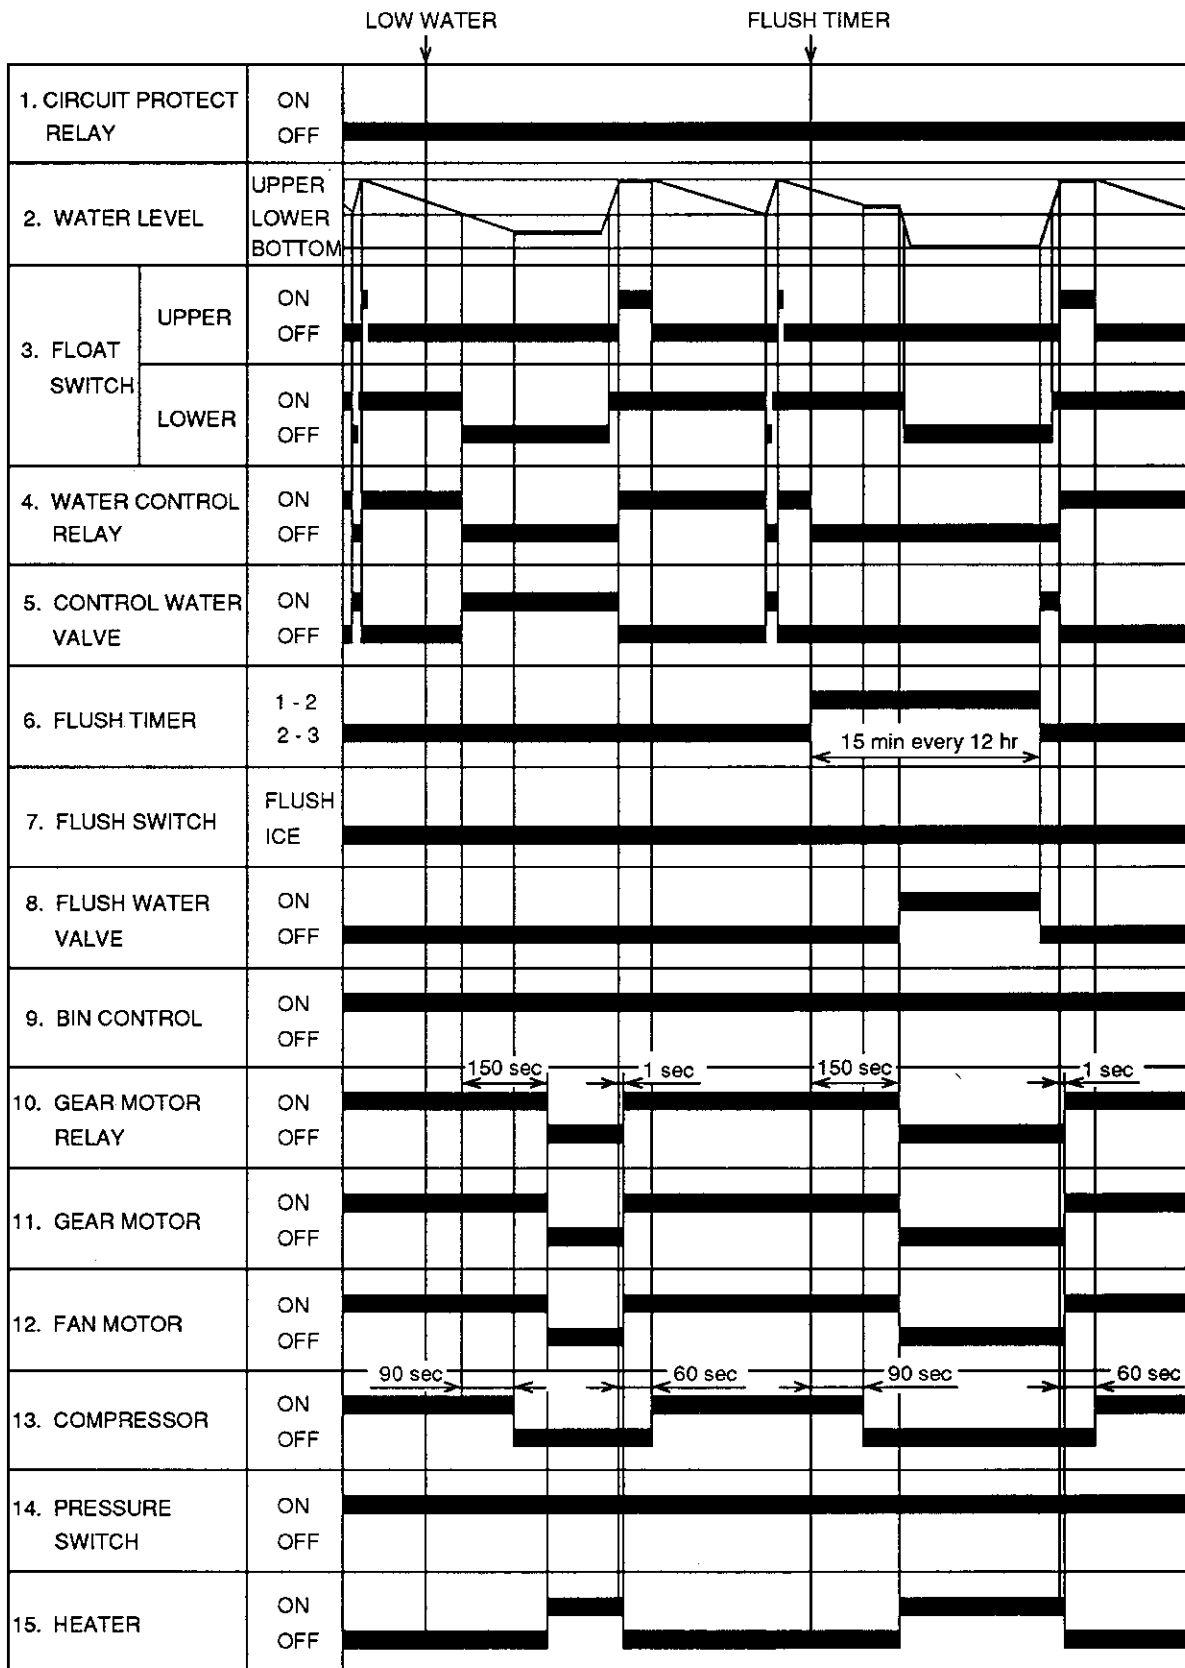 LOW WATER
FLUSH TIMER
1. CIRCUIT PROTECT RELAY
ON
OFF
2. WATER LEVEL
UPPER
LOWER
BOTTOM
3. FLOAT SWITCH
UPPER
ON
OFF
LOWER
ON
OFF
4. WATER CONTROL RELAY
ON
OFF
5. CONTROL WATER VALVE
ON
OFF
6. FLUSH TIMER
1 - 2
2 - 3
15 min every 12 hr
7. FLUSH SWITCH
FLUSH
ICE
8. FLUSH WATER VALVE
ON
OFF
9. BIN CONTROL
ON
OFF
150 sec
1 sec
150 sec
1 sec
10. GEAR MOTOR RELAY
ON
OFF
11. GEAR MOTOR
ON
OFF
12. FAN MOTOR
ON
OFF
90 sec
60 sec
90 sec
60 sec
13. COMPRESSOR
ON
OFF
14. PRESSURE SWITCH
ON
OFF
15. HEATER
ON
OFF